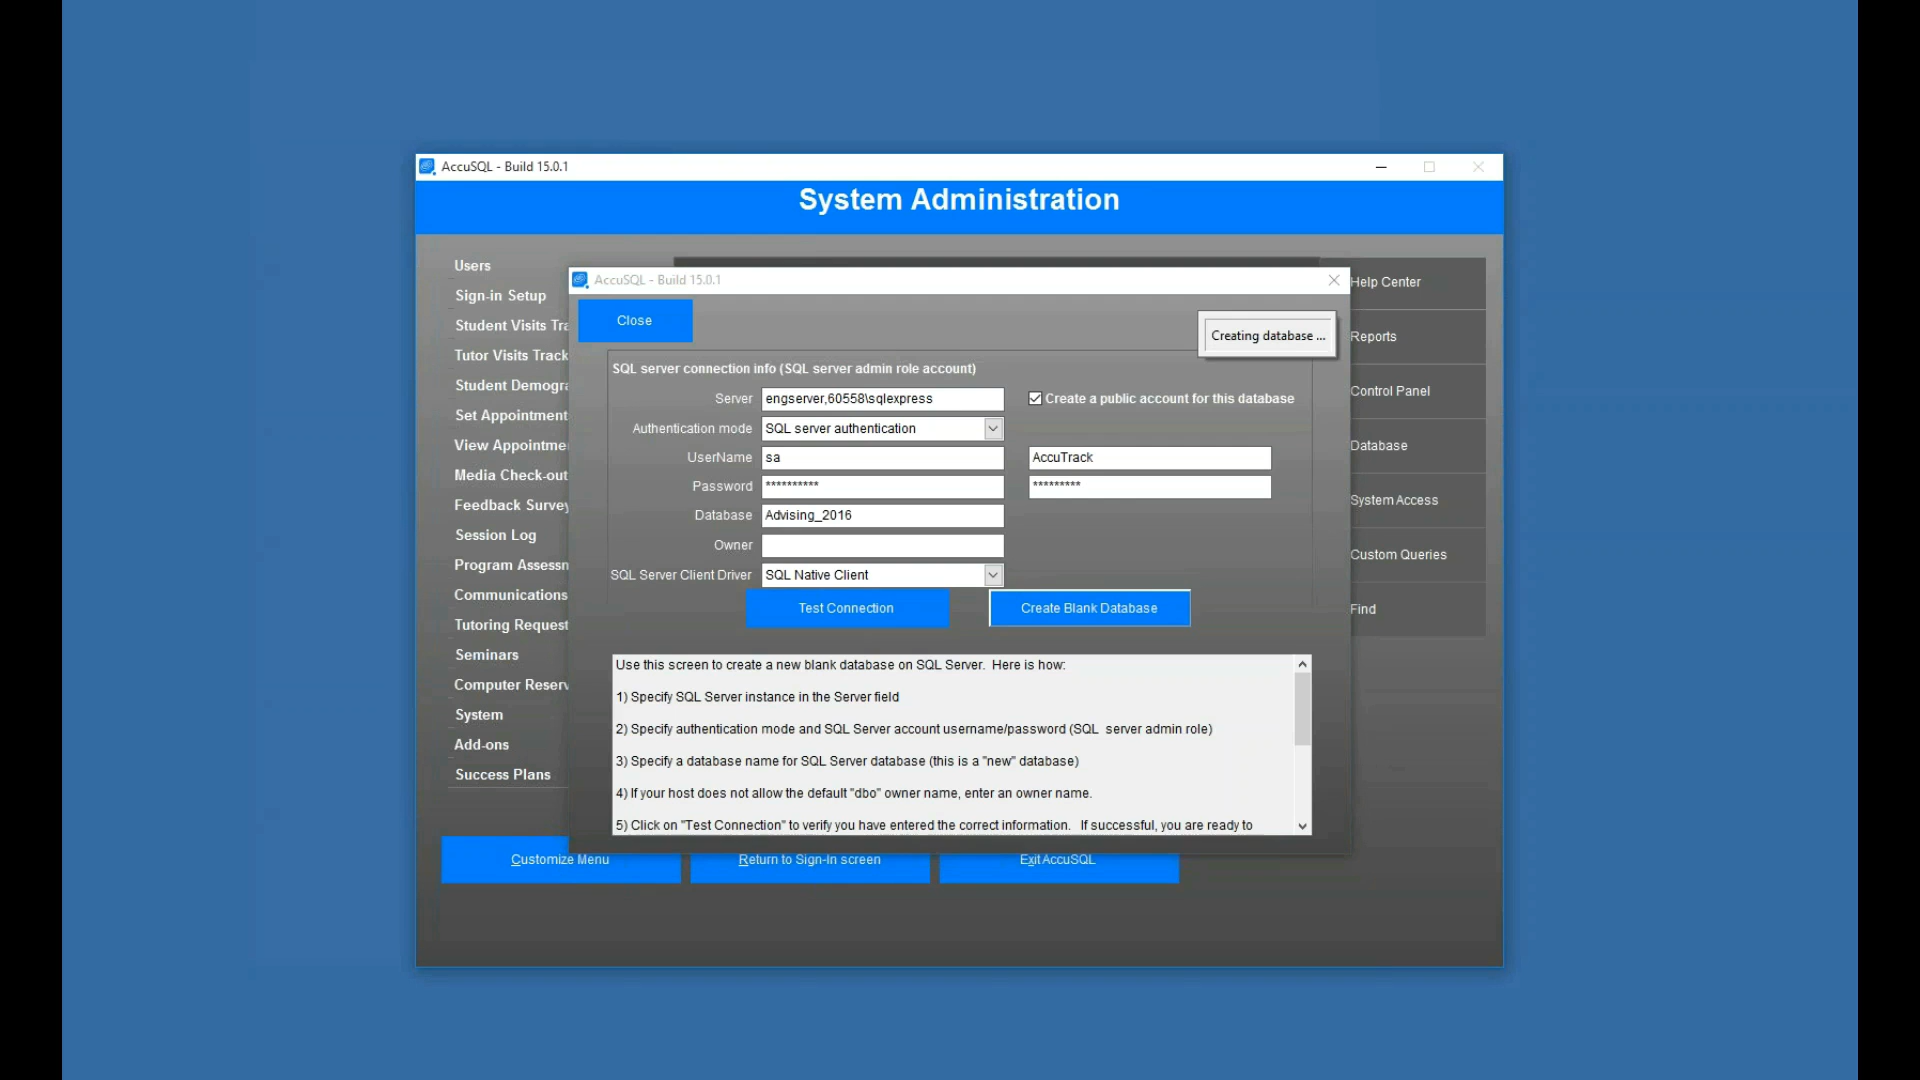 AccuSQL - Build 15.0.1
System Administration
Users
Sign-in Setup
Student Visits Tra
Tutor Visits Track
Student Demogra
Set Appointment
View Appointme
Media Check-out
Feedback Survey
Session Log
Program Assessn
Communications
Tutoring Request
Seminars
Computer Reserv
System
Add-ons
Success Plans
AccuSQL - Build 15.0.1
Close
Creating database ...
SQL server connection info (SQL server admin role account)
Server engserver,60558\sqlexpress
Create a public account for this database
Authentication mode SQL server authentication
UserName sa AccuTrack
Password ********** *********
Database Advising_2016
Owner
SQL Server Client Driver SQL Native Client
Test Connection Create Blank Database
Use this screen to create a new blank database on SQL Server. Here is how:
1) Specify SQL Server instance in the Server field
2) Specify authentication mode and SQL Server account username/password (SQL server admin role)
3) Specify a database name for SQL Server database (this is a "new" database)
4) If your host does not allow the default "dbo" owner name, enter an owner name.
5) Click on "Test Connection" to verify you have entered the correct information. If successful, you are ready to
Help Center
Reports
Control Panel
Database
System Access
Custom Queries
Find
Customize Menu
Return to Sign-In screen
Exit AccuSQL